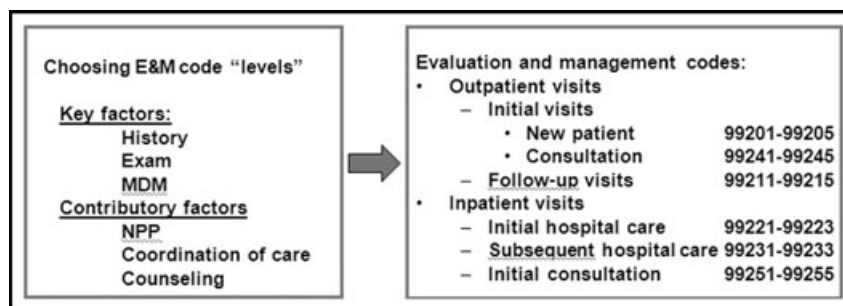 Choosing E&M code “levels”
Key factors:
History
Exam
MDM
Contributory factors
NPP
Coordination of care
Counseling
Evaluation and management codes:
• Outpatient visits
– Initial visits
• New patient 99201-99205
• Consultation 99241-99245
– Follow-up visits 99211-99215
• Inpatient visits
– Initial hospital care 99221-99223
– Subsequent hospital care 99231-99233
– Initial consultation 99251-99255